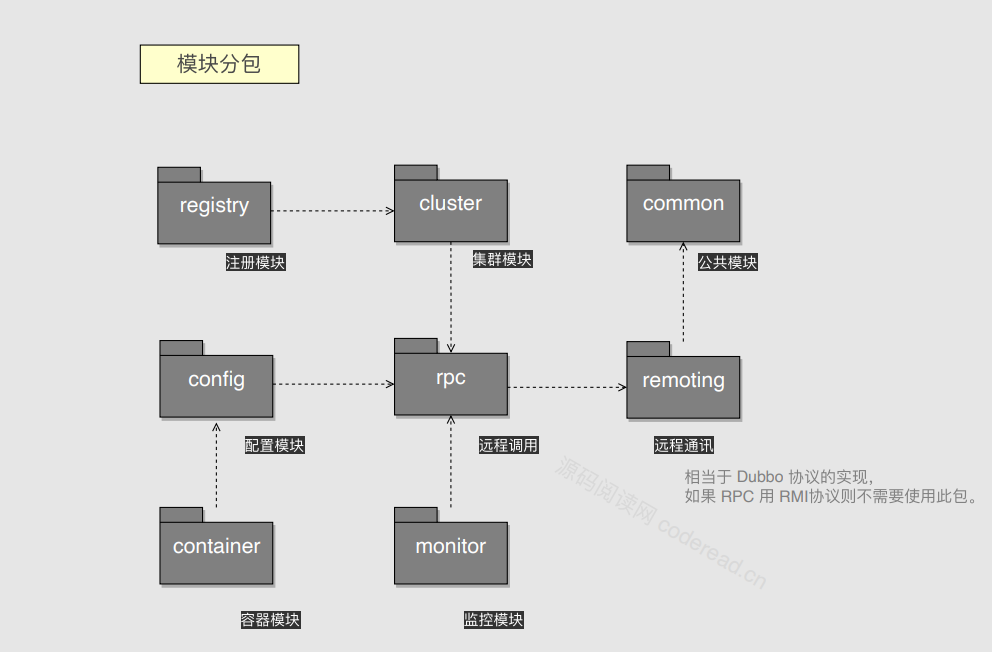 模块分包
registry
cluster
common
注册模块
集群模块
公共模块
config
rpc
remoting
配置模块
远程调用
远程通讯
相当于 Dubbo 协议的实现，
如果 RPC 用 RMI协议则不需要使用此包。
源码阅读网 coderead.cn
container
monitor
容器模块
监控模块